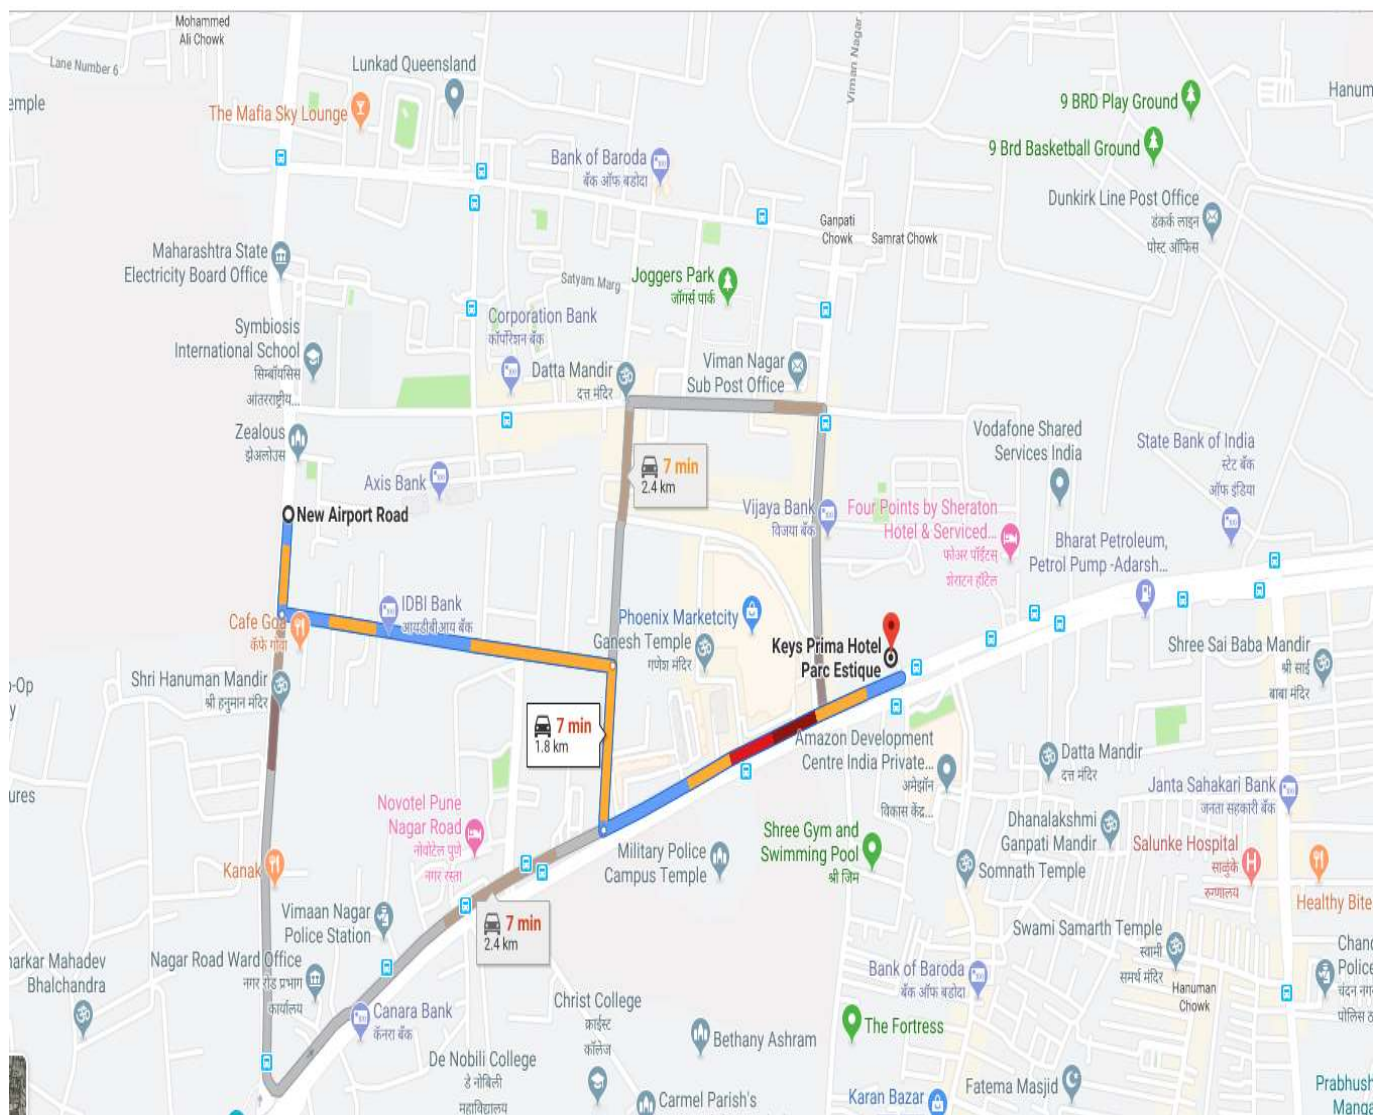 Mohammed
Ali Chowk
Lane Number 6
emple
Lunkad Queensland
The Mafia Sky Lounge
Viman Nagar
9 BRD Play Ground
Hanum
9 Brd Basketball Ground
Bank of Baroda
बँक ऑफ बडोदा
Dunkirk Line Post Office
डंकर्क लाइन
पोस्ट ऑफिस
Ganpati
Chowk
Samrat Chowk
Maharashtra State
Electricity Board Office
Satyam Marg
Joggers Park
जॉगर्स पार्क
Corporation Bank
कॉर्पोरेशन बँक
Symbiosis
International School
सिम्बॉयसिस
आंतरराष्ट्रीय...
Datta Mandir
दत्त मंदिर
Viman Nagar
Sub Post Office
Zealous
झेअलोउस
Vodafone Shared
Services India
State Bank of India
स्टेट बँक
ऑफ इंडिया
7 min
2.4 km
Axis Bank
New Airport Road
Vijaya Bank
विजया बँक
Four Points by Sheraton
Hotel & Serviced...
फोअर पॉईंट्स
शेराटन हॉटेल
Bharat Petroleum,
Petrol Pump -Adarsh...
IDBI Bank
आयडीबीआय बँक
Cafe Goa
कॅफे गोवा
Phoenix Marketcity
Ganesh Temple
गणेश मंदिर
Keys Prima Hotel
Parc Estique
Shree Sai Baba Mandir
श्री साई
बाबा मंदिर
o-Op
y
Shri Hanuman Mandir
श्री हनुमान मंदिर
7 min
1.8 km
Amazon Development
Centre India Private...
अमेझॉन
विकास केंद्र...
Datta Mandir
दत्त मंदिर
Janta Sahakari Bank
जनता सहकारी बँक
ures
Novotel Pune
Nagar Road
नोवोटेल पुणे
नगर रस्ता
Shree Gym and
Swimming Pool
श्री जिम
Dhanalakshmi
Ganpati Mandir
Salunke Hospital
साळुंके
रुग्णालय
Kanak
Military Police
Campus Temple
Somnath Temple
Healthy Bite
Vimaan Nagar
Police Station
7 min
2.4 km
Swami Samarth Temple
स्वामी
समर्थ मंदिर
harkar Mahadev
Bhalchandra
Nagar Road Ward Office
नगर रोड प्रभाग
कार्यालय
Bank of Baroda
बँक ऑफ बडोदा
Hanuman
Chowk
Chand
Police
चंदन नग
पोलिस ठ
Canara Bank
कॅनरा बँक
Christ College
क्राईस्ट
कॉलेज
The Fortress
Bethany Ashram
De Nobili College
डे नोबिली
महाविद्यालय
Carmel Parish's
Karan Bazar
Fatema Masjid
Prabhush
Manga